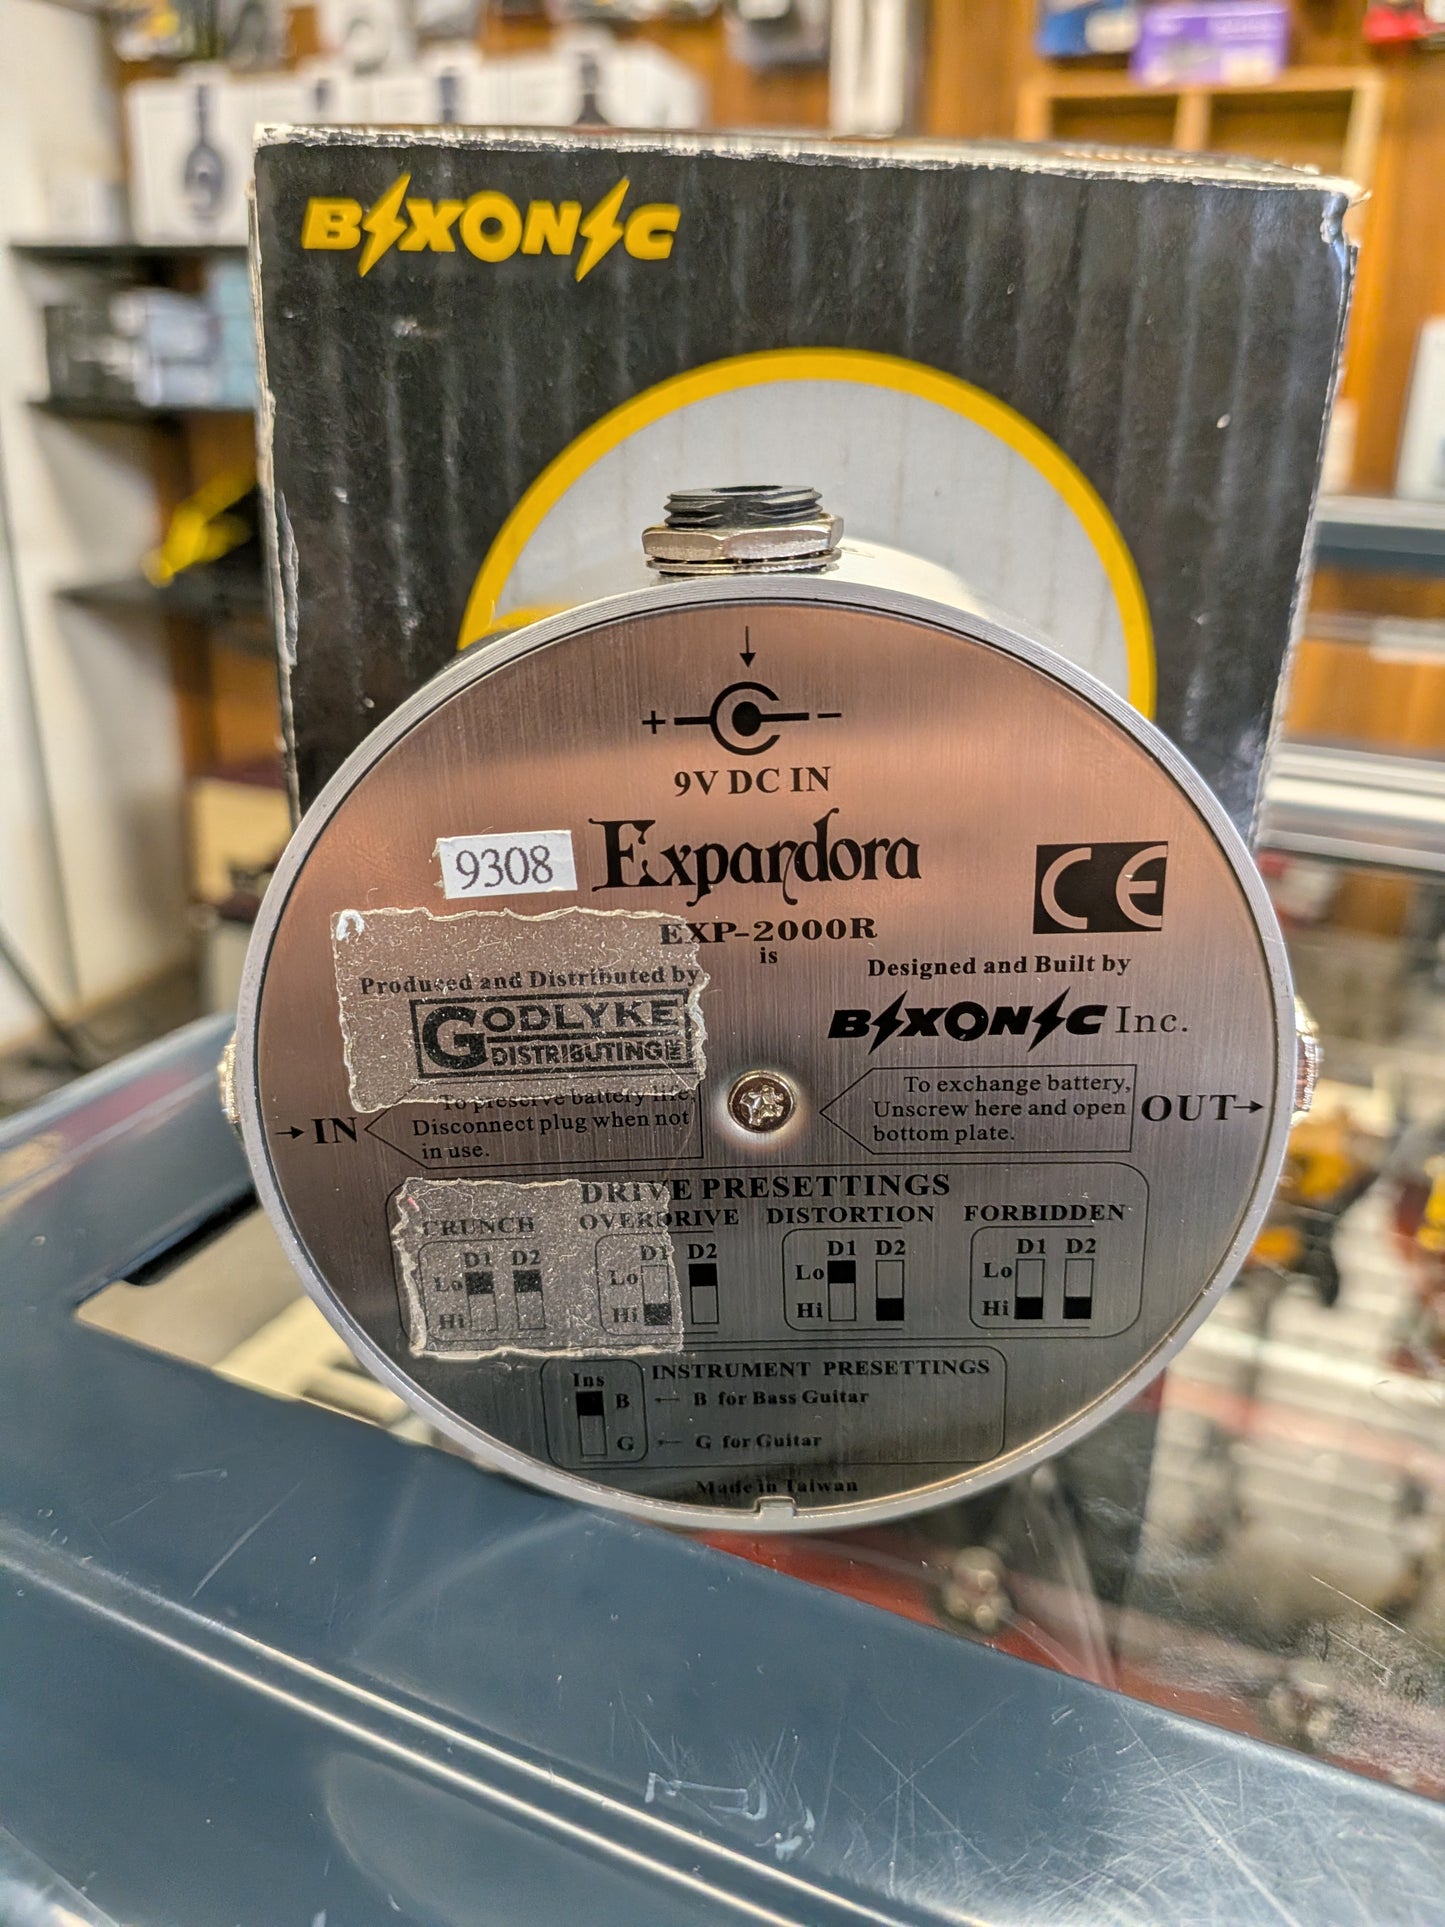 BIXONIC
+ −
9V DC IN
9308
Expandora
CE
EXP-2000R
is
Produced and Distributed by
GODLYKE
DISTRIBUTING INC
Designed and Built by
BIXONIC Inc.
→IN
To preserve battery life,
Disconnect plug when not
in use.
To exchange battery,
Unscrew here and open
bottom plate.
OUT→
DRIVE PRESETTINGS
CRUNCH OVERDRIVE DISTORTION FORBIDDEN
D1 D2 D1 D2 D1 D2 D1 D2
Lo Lo Lo Lo
Hi Hi Hi Hi
INSTRUMENT PRESETTINGS
Ins
B ← B for Bass Guitar
G ← G for Guitar
Made in Taiwan